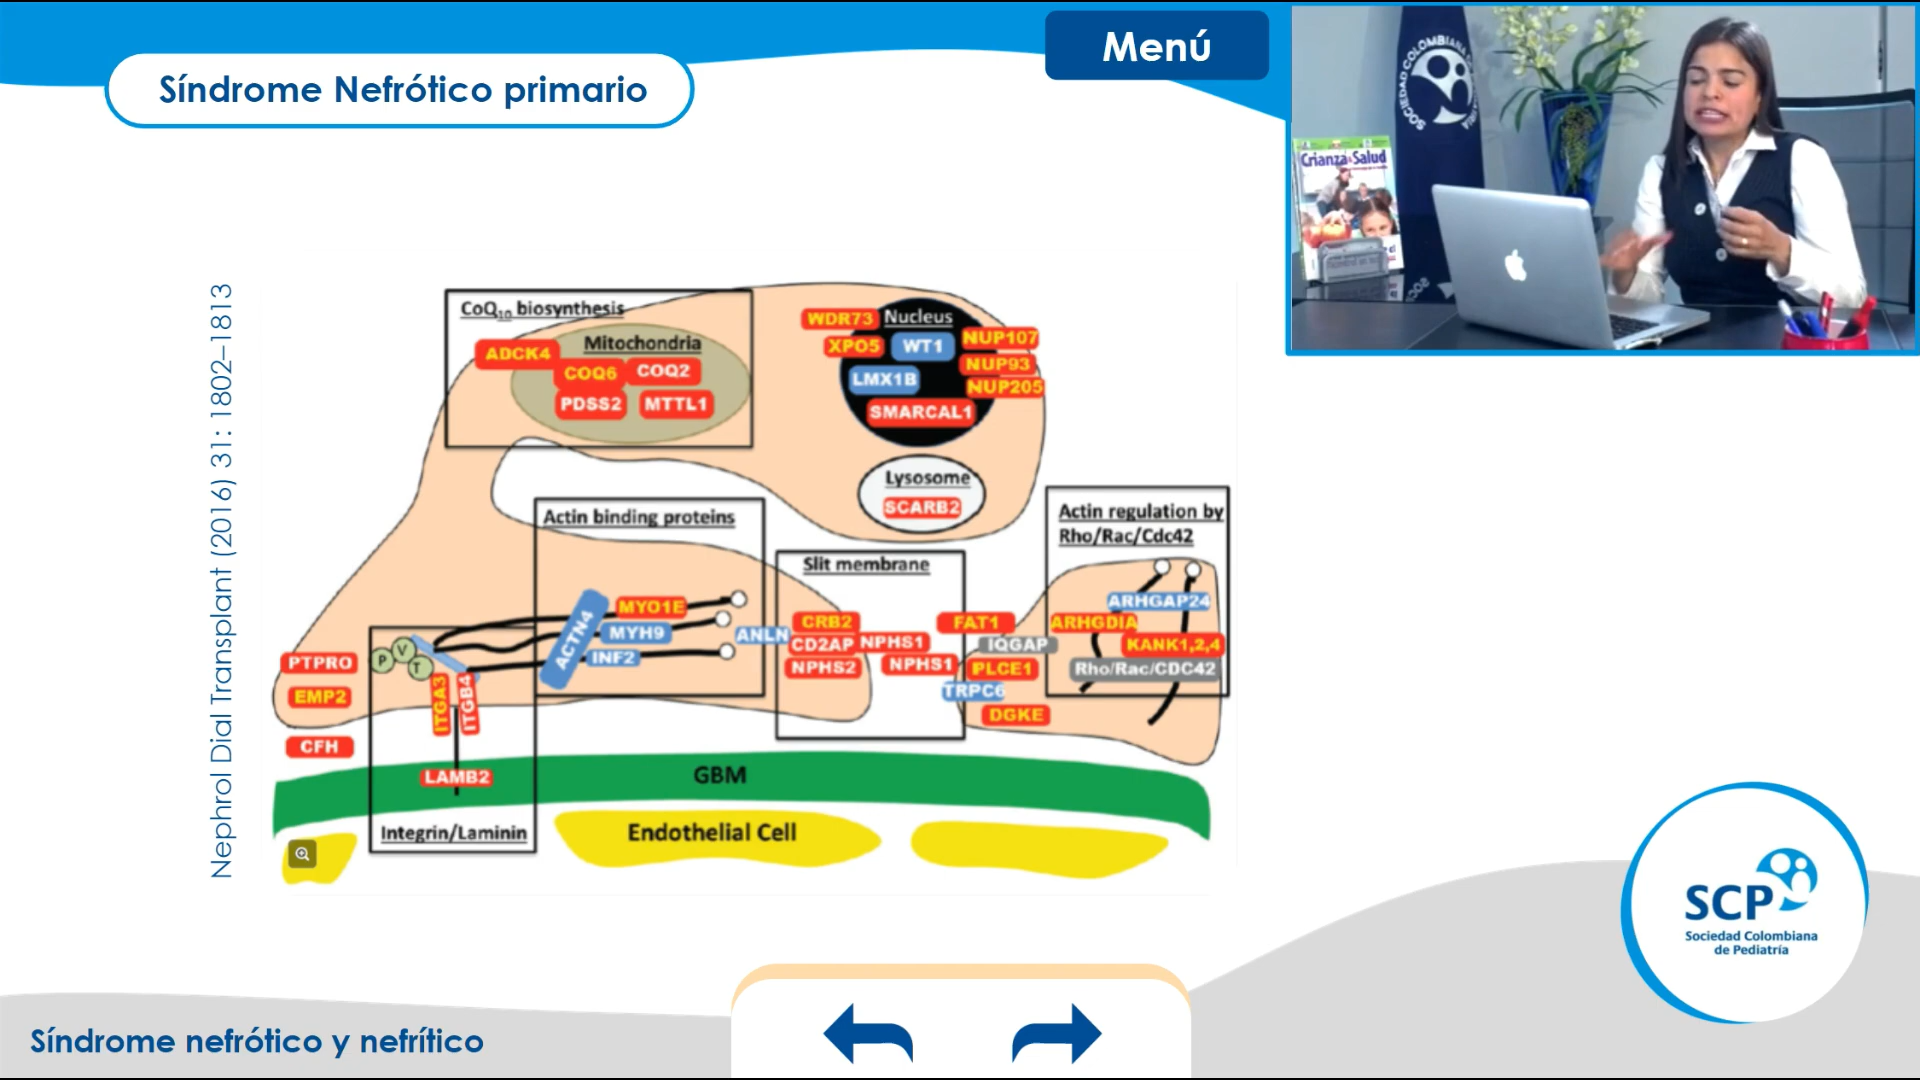 Síndrome Nefrótico primario
Menú
SOCIEDAD COLOMBIANA
Crianza & Salud
Nephrol Dial Transplant (2016) 31: 1802–1813
CoQ10 biosynthesis
Mitochondria
ADCK4
COQ6
COQ2
PDSS2
MTTL1
WDR73
Nucleus
XPO5
WT1
NUP107
NUP93
LMX1B
NUP205
SMARCAL1
Lysosome
SCARB2
Actin binding proteins
ACTN4
MYO1E
MYH9
INF2
ANLN
Slit membrane
CRB2
CD2AP
NPHS1
NPHS2
NPHS1
FAT1
IQGAP
PLCE1
TRPC6
DGKE
Actin regulation by
Rho/Rac/Cdc42
ARHGAP24
ARHGDIA
KANK1,2,4
Rho/Rac/CDC42
PTPRO
EMP2
CFH
P
V
T
ITGA3
ITGB4
LAMB2
Integrin/Laminin
GBM
Endothelial Cell
SCP
Sociedad Colombiana
de Pediatría
Síndrome nefrótico y nefrítico